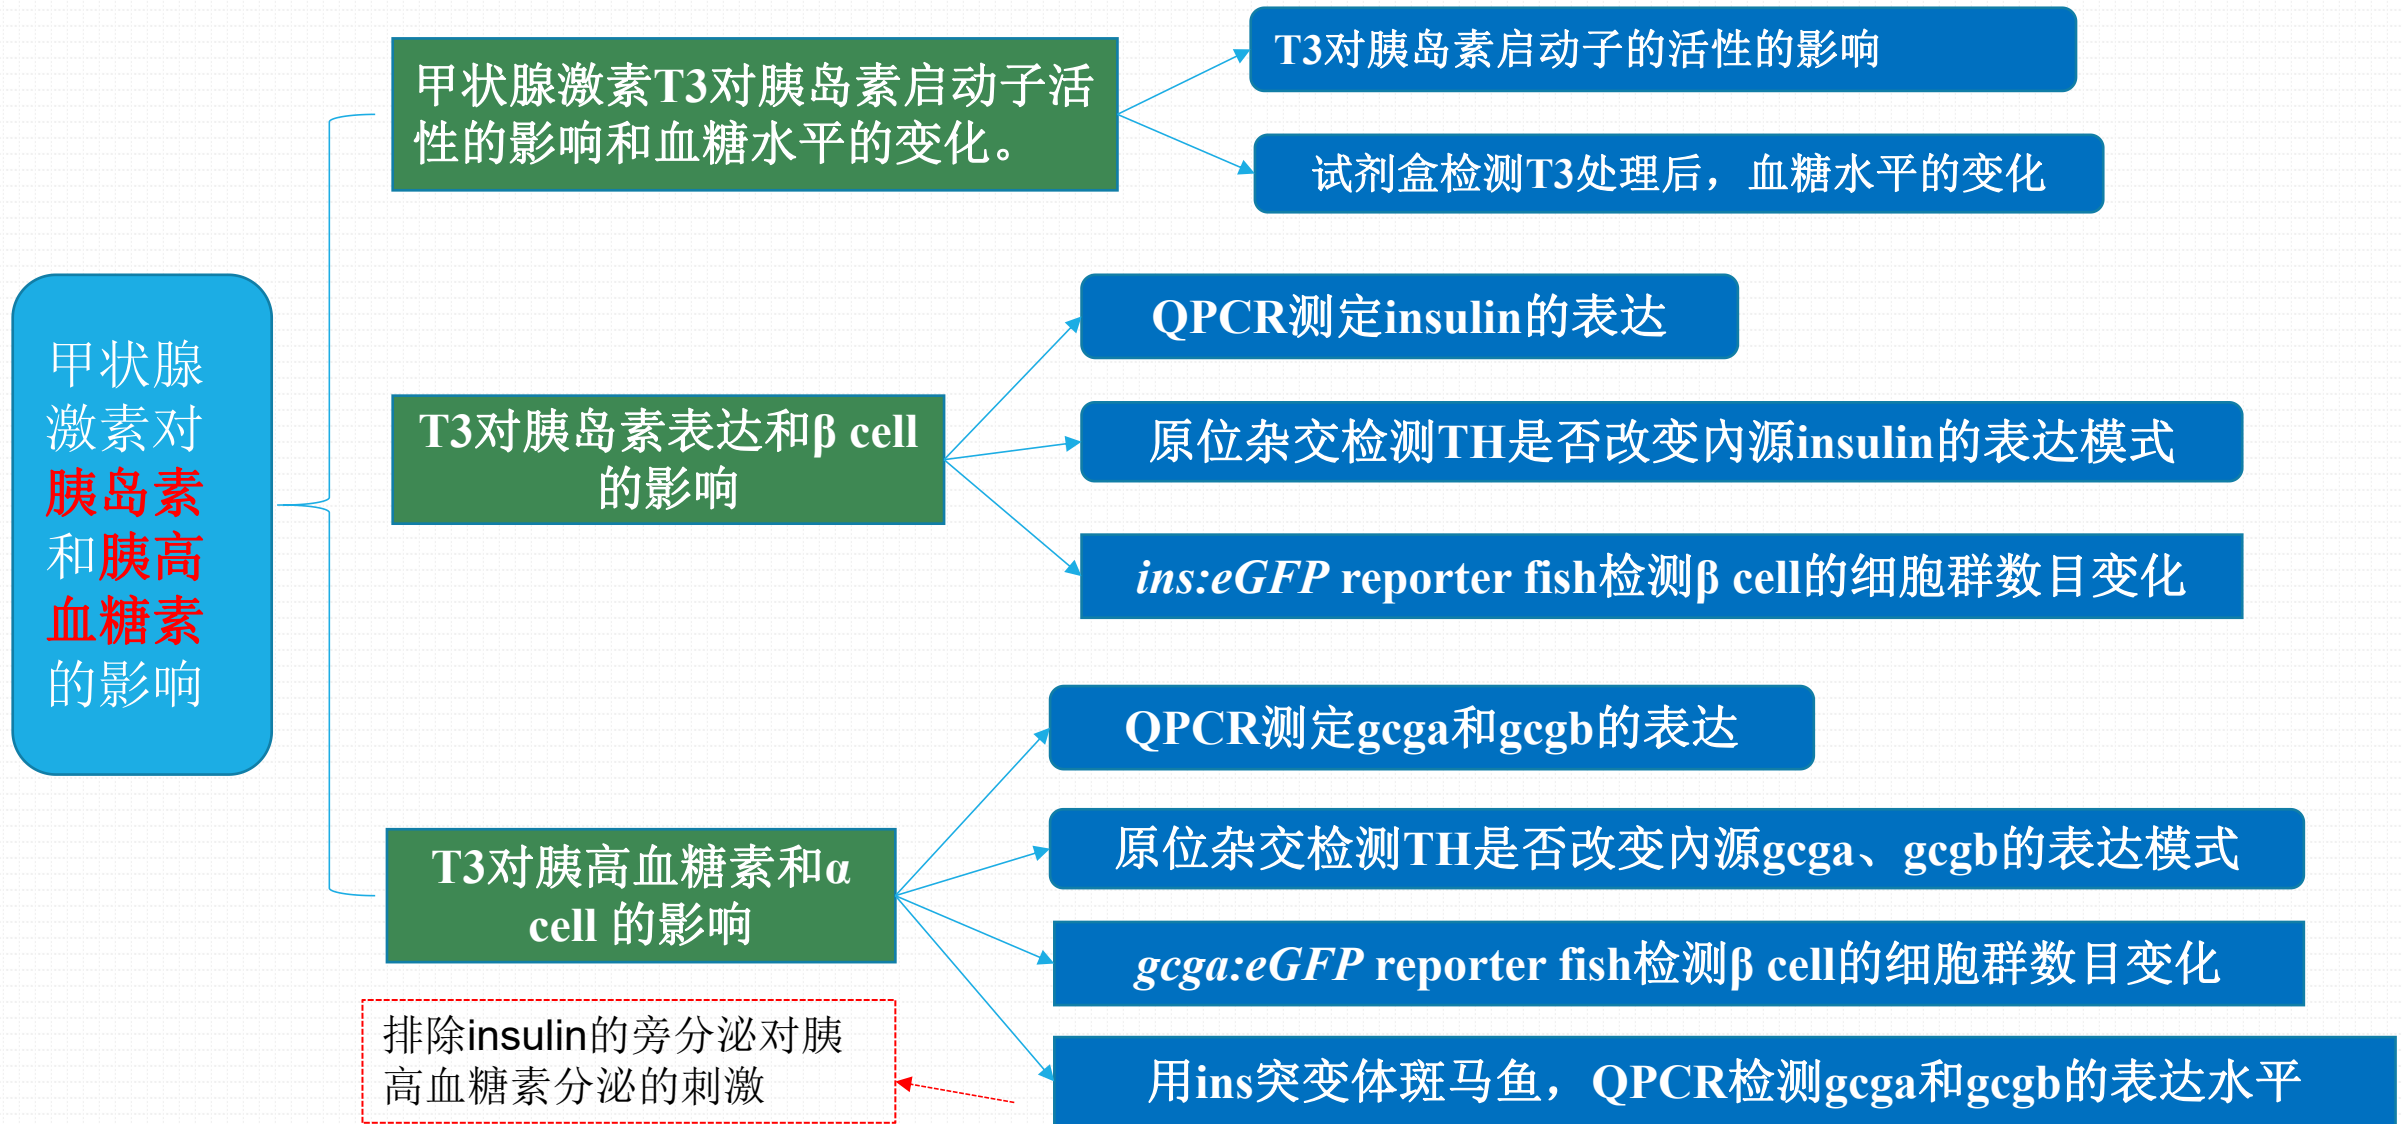 甲状腺
激素对
胰岛素
和胰高
血糖素
的影响
甲状腺激素T3对胰岛素启动子活
性的影响和血糖水平的变化。
T3对胰岛素启动子的活性的影响
试剂盒检测T3处理后，血糖水平的变化
T3对胰岛素表达和β cell
的影响
QPCR测定insulin的表达
原位杂交检测TH是否改变内源insulin的表达模式
ins:eGFP reporter fish检测β cell的细胞群数目变化
T3对胰高血糖素和α
cell 的影响
QPCR测定gcga和gcgb的表达
原位杂交检测TH是否改变内源gcga、gcgb的表达模式
gcga:eGFP reporter fish检测β cell的细胞群数目变化
用ins突变体斑马鱼，QPCR检测gcga和gcgb的表达水平
排除insulin的旁分泌对胰
高血糖素分泌的刺激